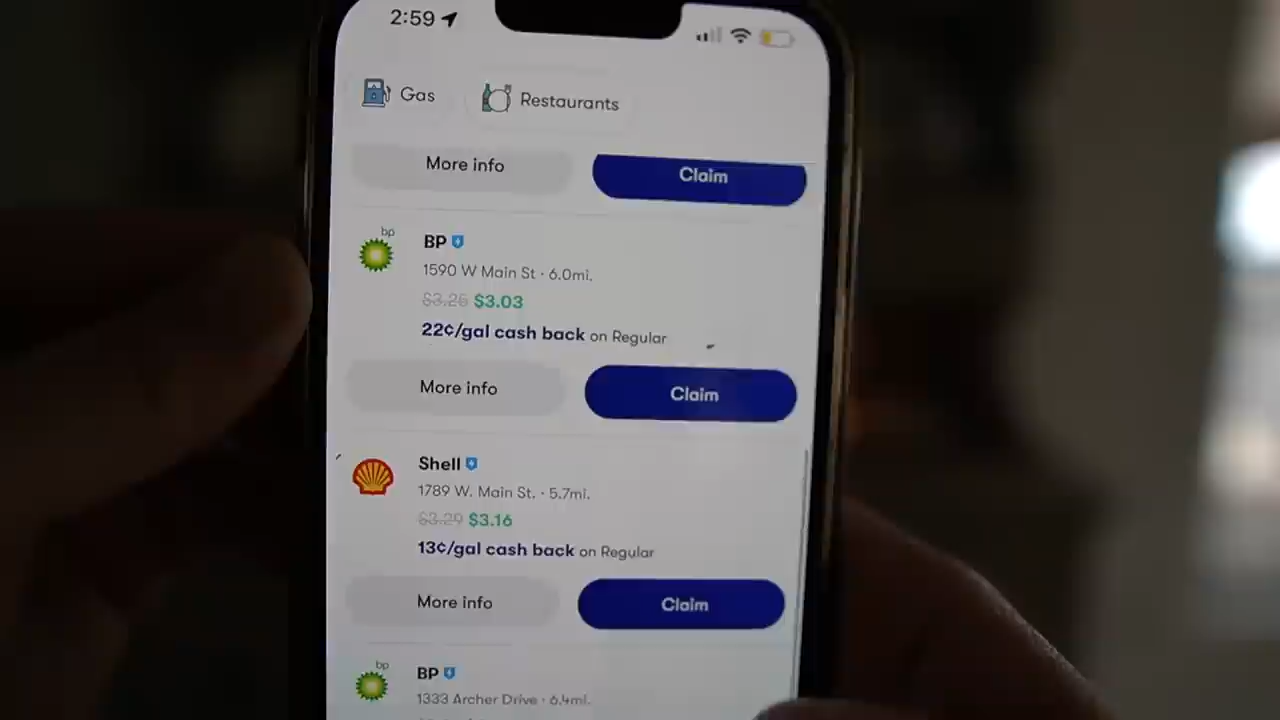 2:59
Gas
Restaurants
More info
Claim
bp
BP
1590 W Main St · 6.0mi.
$3.25 $3.03
22¢/gal cash back on Regular
More info
Claim
Shell
1789 W. Main St. · 5.7mi.
$3.29 $3.16
13¢/gal cash back on Regular
More info
Claim
bp
BP
1333 Archer Drive · 6.4mi.